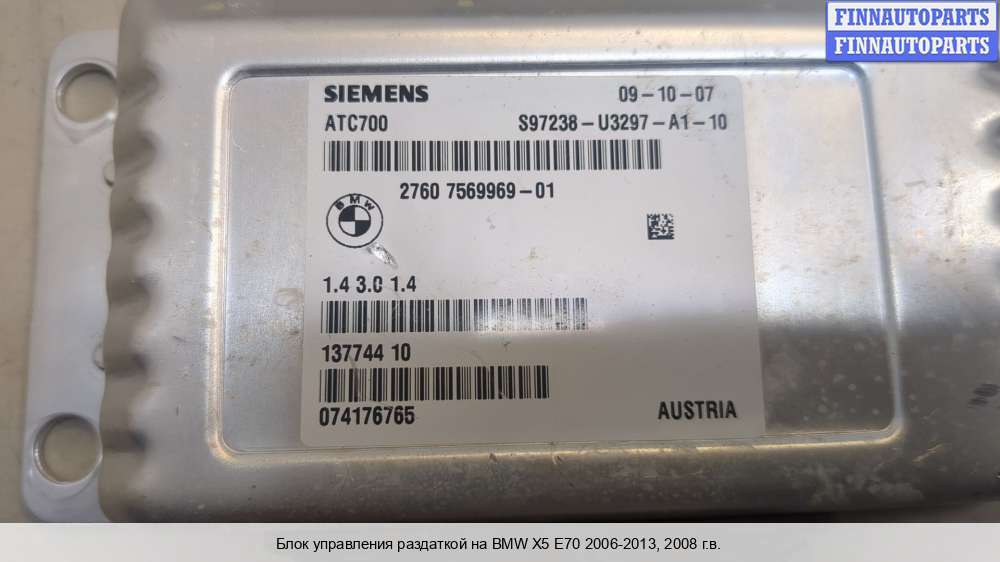 FINNAUTOPARTS
FINNAUTOPARTS
SIEMENS 09-10-07
ATC700 S97238-U3297-A1-10
2760 7569969-01
BMW
1.4 3.0 1.4
137744 10
074176765 AUSTRIA
Блок управления раздаткой на BMW X5 E70 2006-2013, 2008 г.в.